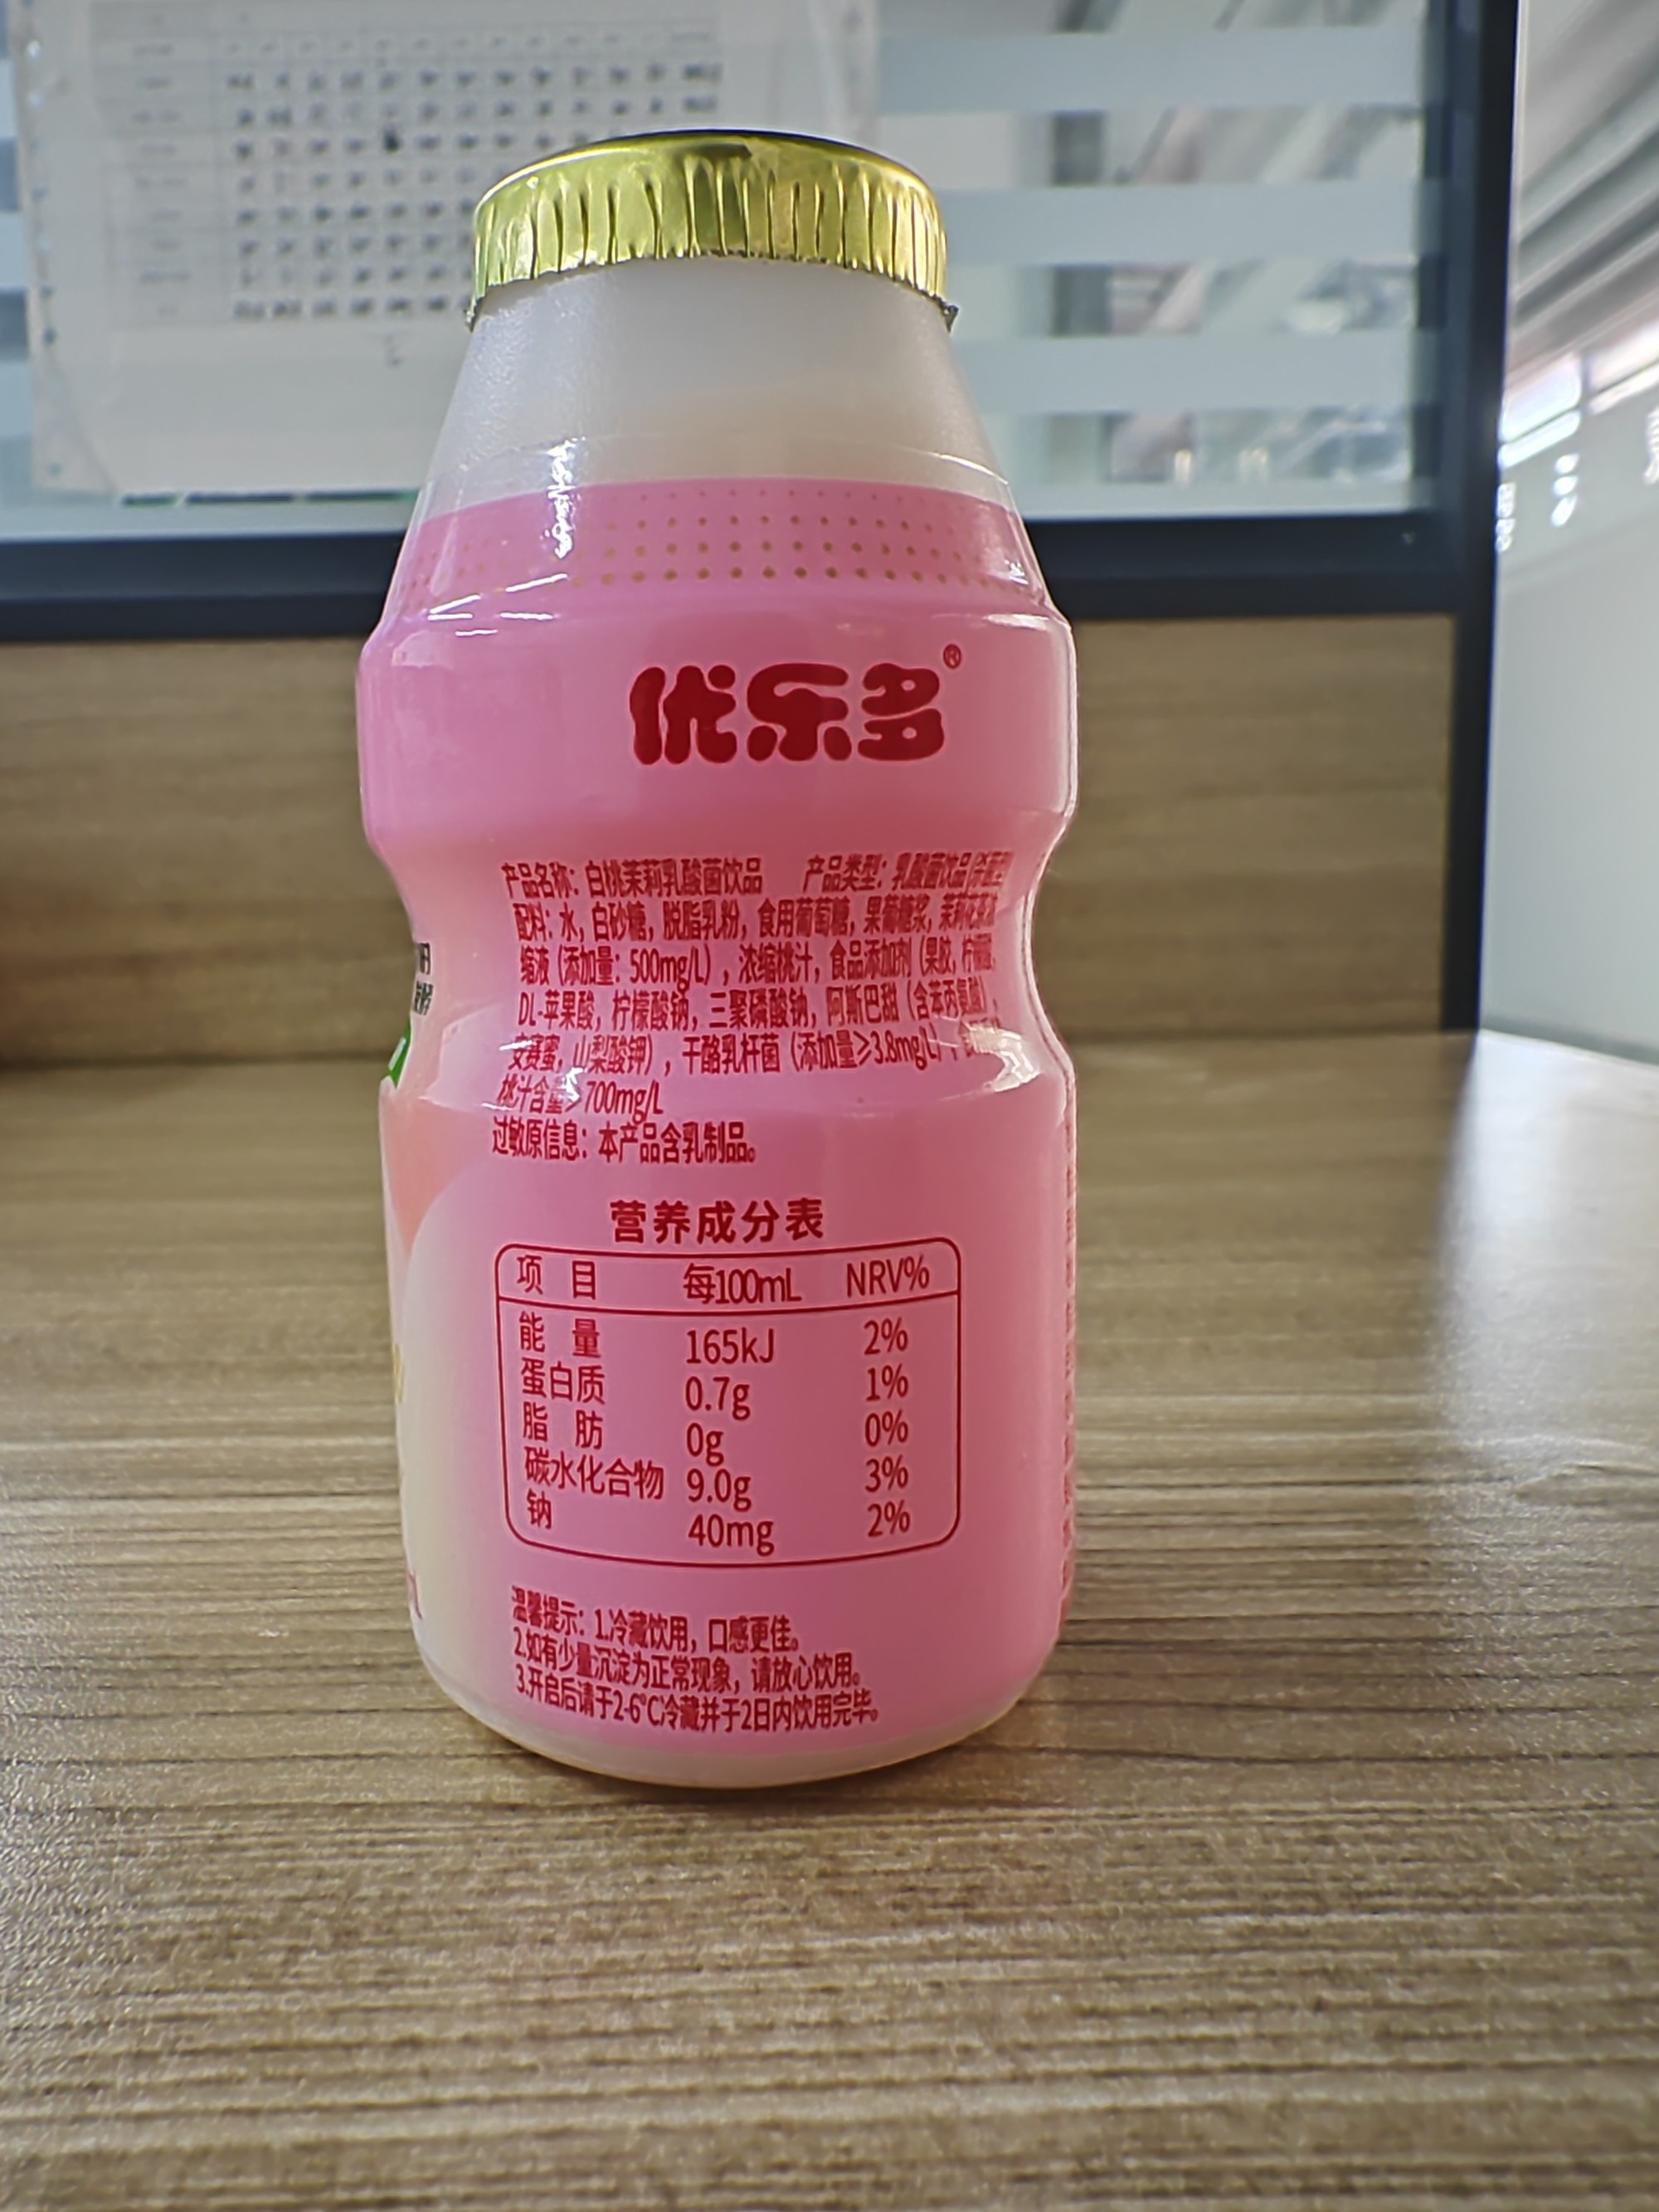 优乐多®
产品名称：白桃茉莉乳酸菌饮品 产品类型：乳酸菌饮品(杀菌型
配料：水，白砂糖，脱脂乳粉，食用葡萄糖，果葡糖浆，茉莉花茶浓
缩液（添加量：500mg/L），浓缩桃汁，食品添加剂（果胶，柠檬酸，
DL-苹果酸，柠檬酸钠，三聚磷酸钠，阿斯巴甜（含苯丙氨酸），
安赛蜜，山梨酸钾），干酪乳杆菌（添加量≥3.8mg/L）
桃汁含量≥700mg/L
过敏原信息：本产品含乳制品。
营养成分表
项 目 每100mL NRV%
能 量 165kJ 2%
蛋白质 0.7g 1%
脂 肪 0g 0%
碳水化合物 9.0g 3%
钠 40mg 2%
温馨提示：1.冷藏饮用，口感更佳。
2.如有少量沉淀为正常现象，请放心饮用。
3.开启后请于2-6℃冷藏并于2日内饮用完毕。